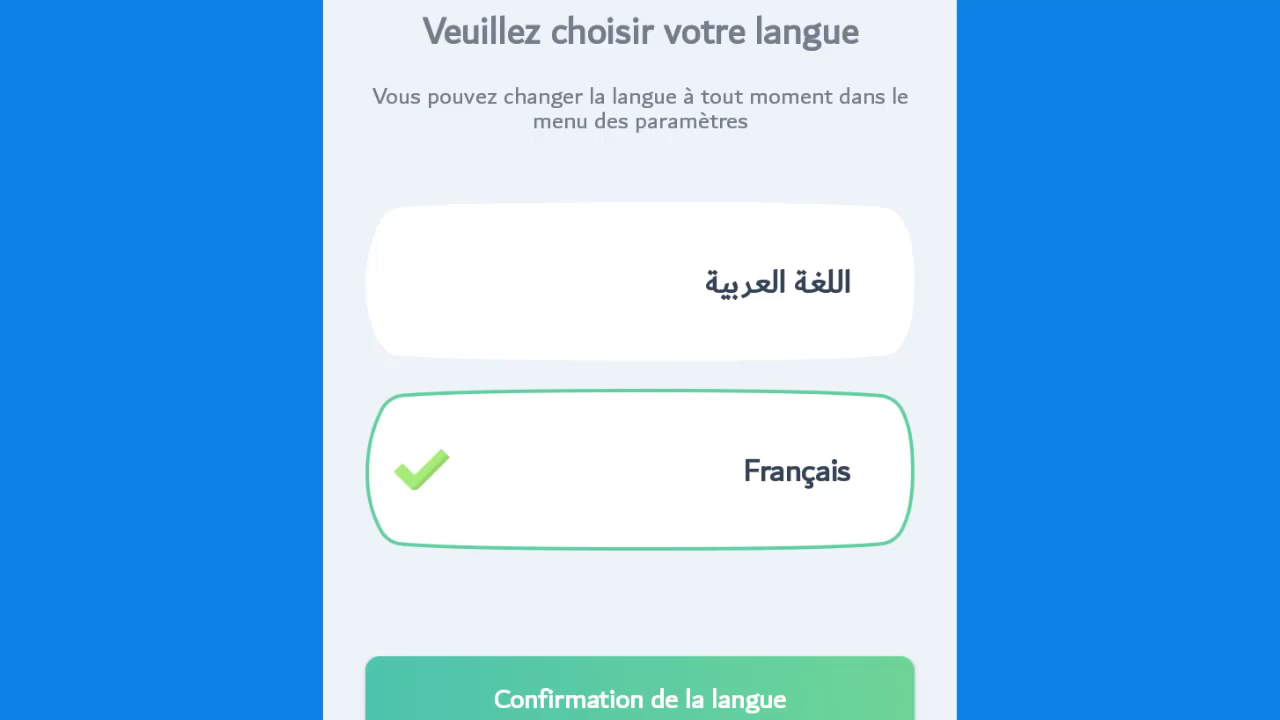 Veuillez choisir votre langue
Vous pouvez changer la langue à tout moment dans le
menu des paramètres
اللغة العربية
Français
Confirmation de la langue